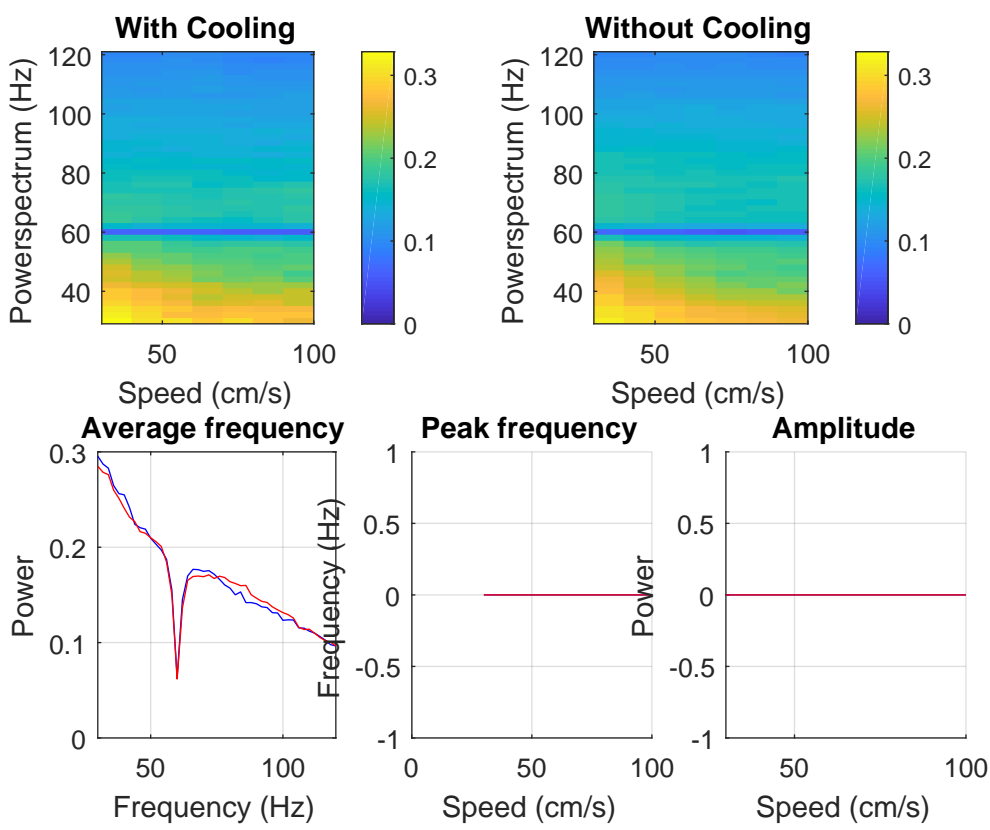 With Cooling
Powerspectrum (Hz)
120
100
80
60
40
50
100
Speed (cm/s)
0.3
0.2
0.1
0
Without Cooling
Powerspectrum (Hz)
120
100
80
60
40
50
100
Speed (cm/s)
0.3
0.2
0.1
0
Average frequency
Power
0.3
0.2
0.1
0
50
100
Frequency (Hz)
Peak frequency
Frequency (Hz)
1
0.5
0
-0.5
-1
0
50
100
Speed (cm/s)
Amplitude
Power
1
0.5
0
-0.5
-1
50
100
Speed (cm/s)